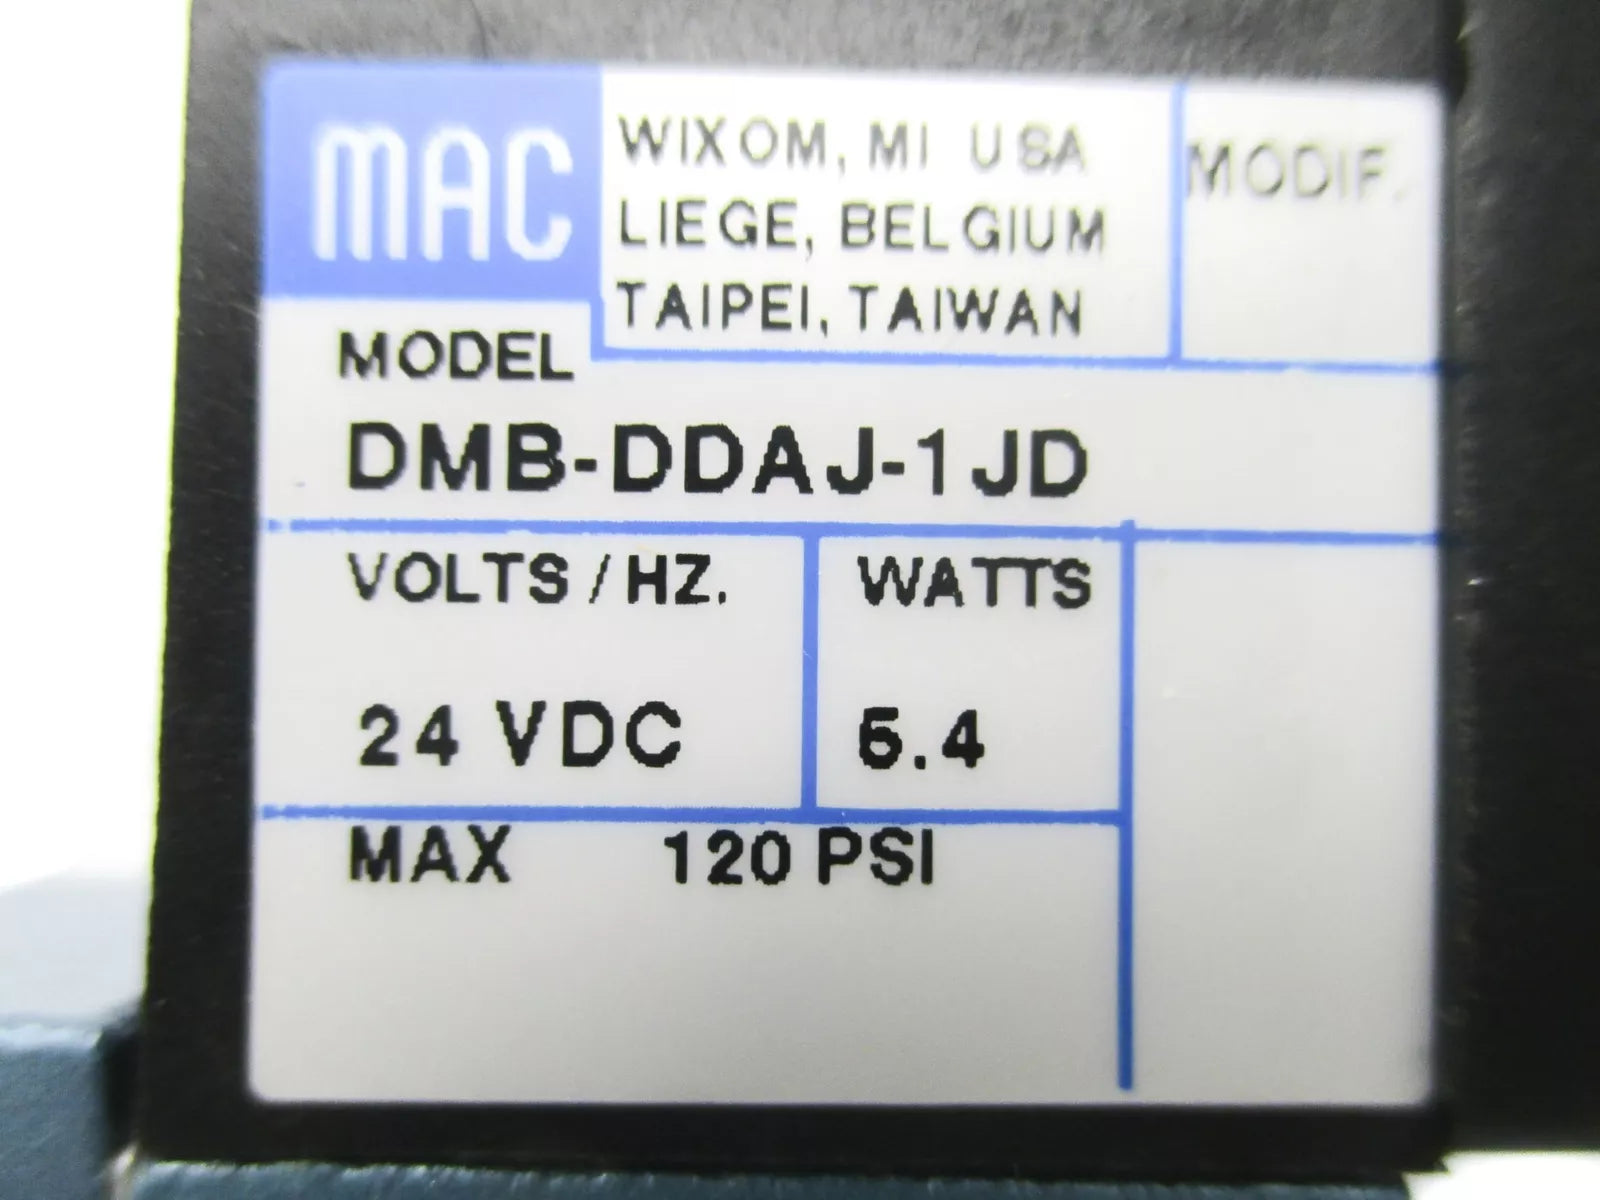 MAC
WIXOM, MI USA
LIEGE, BELGIUM
TAIPEI, TAIWAN
MODIF.
MODEL
DMB-DDAJ-1JD
VOLTS/HZ.
WATTS
24 VDC
5.4
MAX 120 PSI